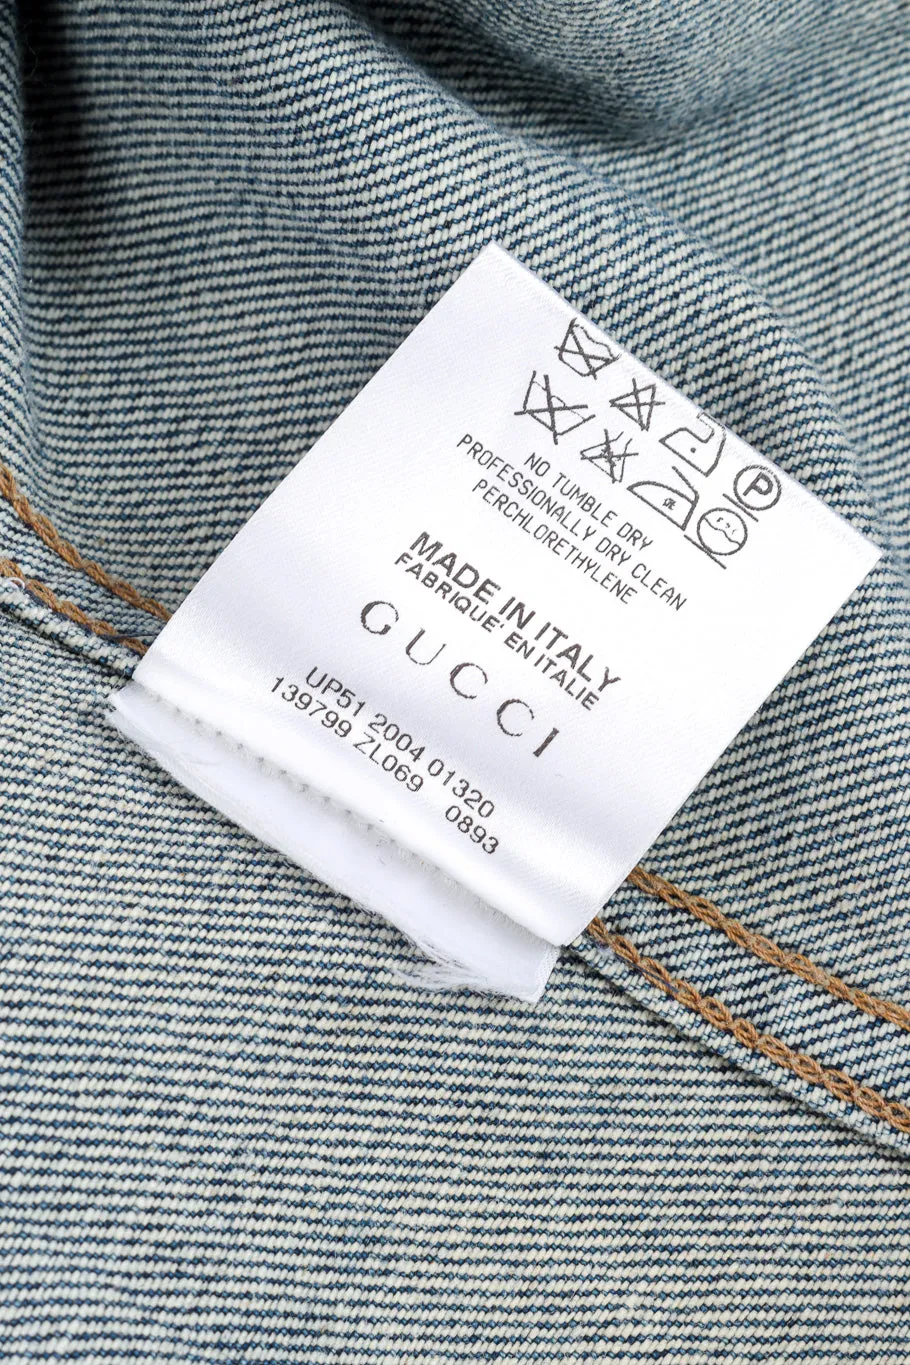 P
NO TUMBLE DRY
PROFESSIONALLY DRY CLEAN
PERCHLORETHYLENE
MADE IN ITALY
FABRIQUE' EN ITALIE
GUCCI
UP51 2004 01320
139799 ZL069 0893